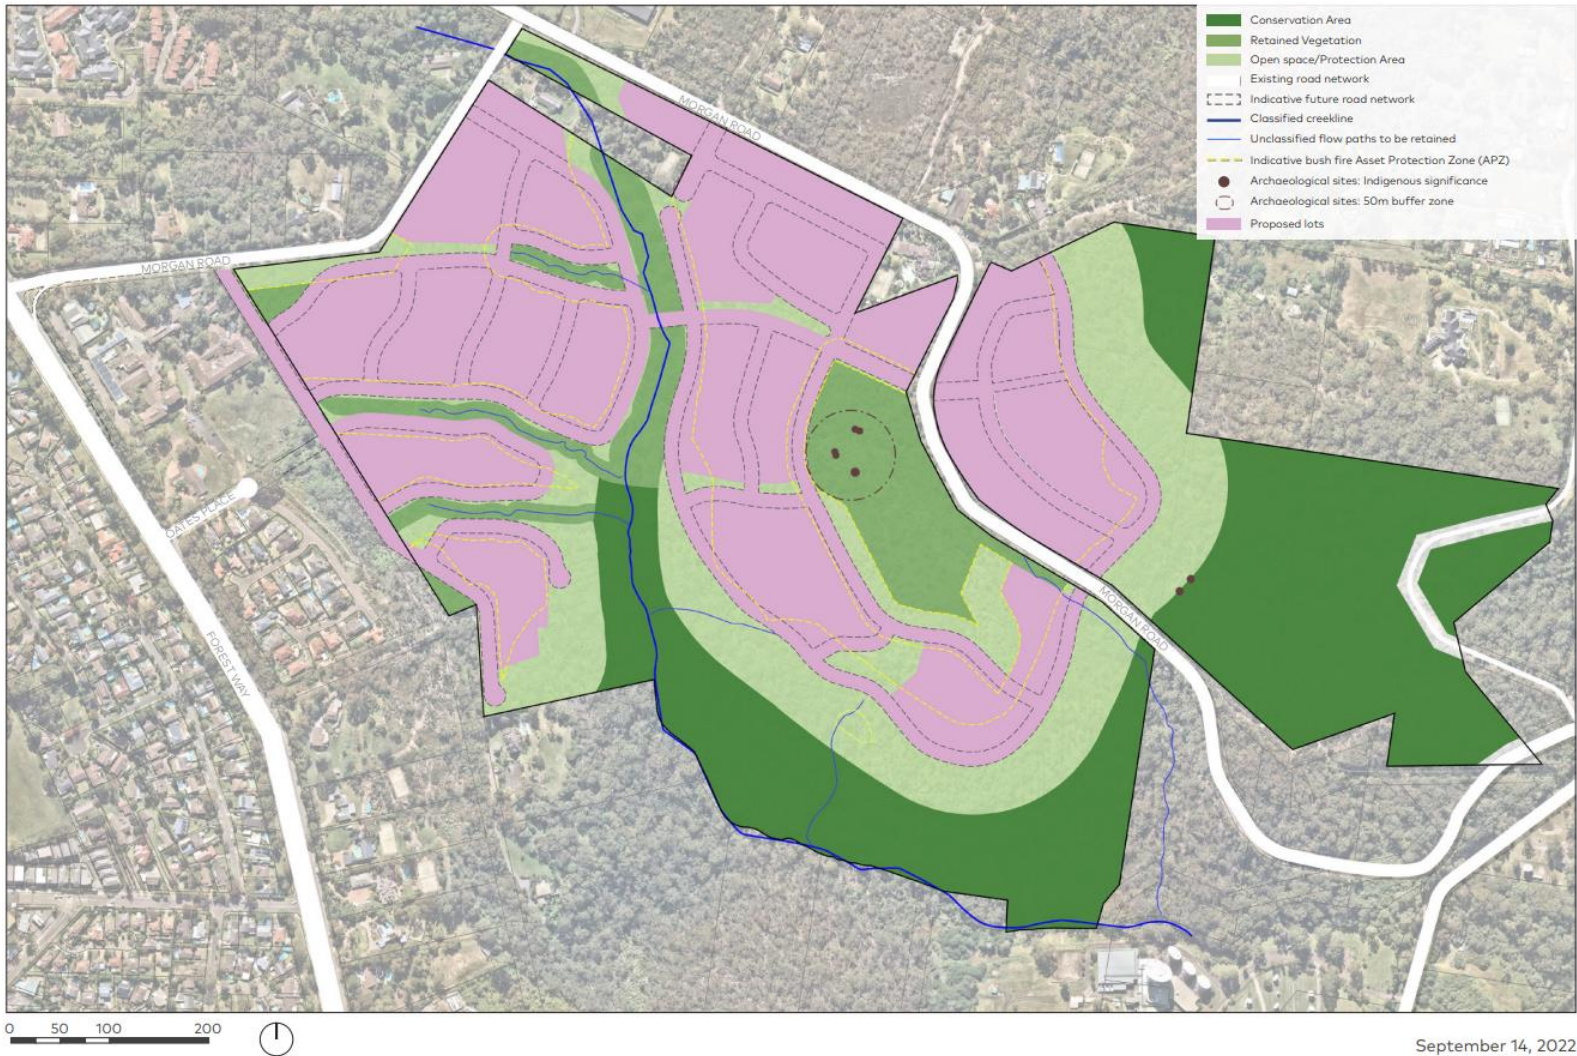 Conservation Area
Retained Vegetation
Open space/Protection Area
Existing road network
Indicative future road network
Classified creekline
Unclassified flow paths to be retained
Indicative bush fire Asset Protection Zone (APZ)
Archaeological sites: Indigenous significance
Archaeological sites: 50m buffer zone
Proposed lots
MORGAN ROAD
MORGAN ROAD
OATES PLACE
MORGAN ROAD
FOREST WAY
0 50 100 200
September 14, 2022